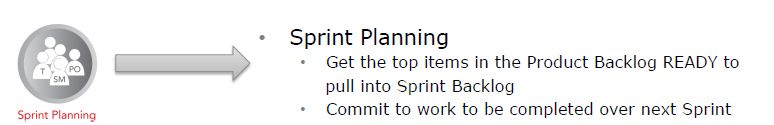 T
SM
PO
Sprint Planning
• Sprint Planning
• Get the top items in the Product Backlog READY to
pull into Sprint Backlog
• Commit to work to be completed over next Sprint